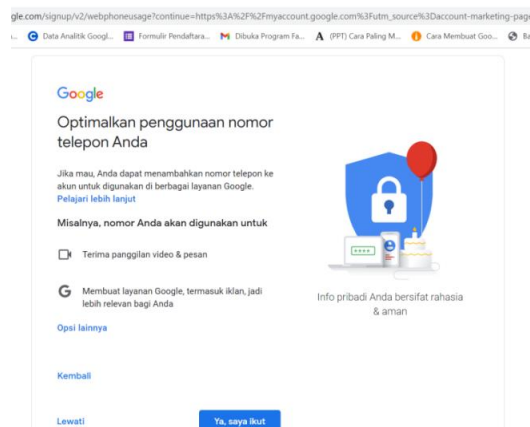 gle.com/signup/v2/webphoneusage?continue=https%3A%2F%2Fmyaccount.google.com%3Futm_source%3Daccount-marketing-page
Data Analitik Googl... Formulir Pendaftara... Dibuka Program Fa... (PPT) Cara Paling M... Cara Membuat Goo... Ba
Google
Optimalkan penggunaan nomor
telepon Anda
Jika mau, Anda dapat menambahkan nomor telepon ke
akun untuk digunakan di berbagai layanan Google.
Pelajari lebih lanjut
Misalnya, nomor Anda akan digunakan untuk
Terima panggilan video & pesan
G Membuat layanan Google, termasuk iklan, jadi
lebih relevan bagi Anda
Info pribadi Anda bersifat rahasia
& aman
Opsi lainnya
Kembali
Lewati
Ya, saya ikut